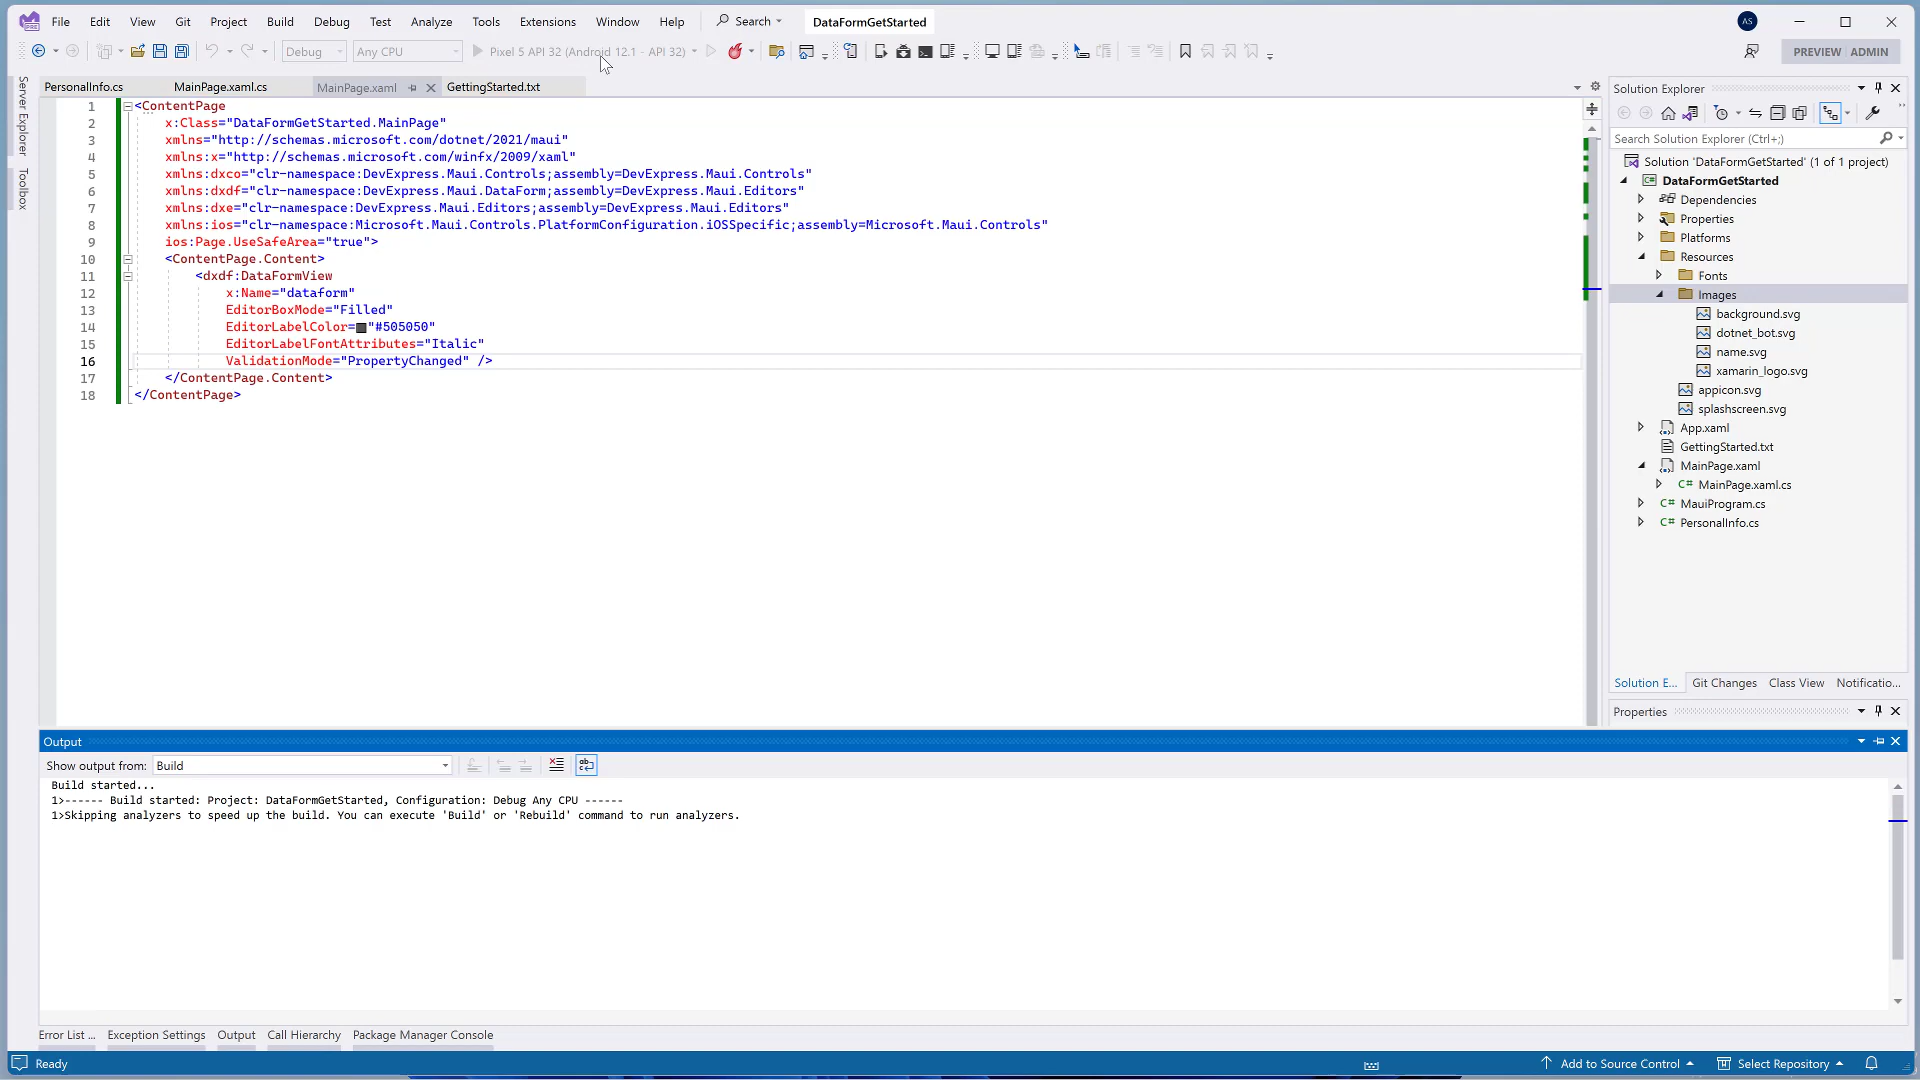 File Edit View Git Project Build Debug Test Analyze Tools Extensions Window Help Search DataFormGetStarted AS
Debug Any CPU Pixel 5 API 32 (Android 12.1 - API 32) PREVIEW ADMIN
PersonalInfo.cs MainPage.xaml.cs MainPage.xaml GettingStarted.txt
Server Explorer
Toolbox
1 <ContentPage
2 x:Class="DataFormGetStarted.MainPage"
3 xmlns="http://schemas.microsoft.com/dotnet/2021/maui"
4 xmlns:x="http://schemas.microsoft.com/winfx/2009/xaml"
5 xmlns:dxco="clr-namespace:DevExpress.Maui.Controls;assembly=DevExpress.Maui.Controls"
6 xmlns:dxdf="clr-namespace:DevExpress.Maui.DataForm;assembly=DevExpress.Maui.Editors"
7 xmlns:dxe="clr-namespace:DevExpress.Maui.Editors;assembly=DevExpress.Maui.Editors"
8 xmlns:ios="clr-namespace:Microsoft.Maui.Controls.PlatformConfiguration.iOSSpecific;assembly=Microsoft.Maui.Controls"
9 ios:Page.UseSafeArea="true">
10 <ContentPage.Content>
11 <dxdf:DataFormView
12 x:Name="dataform"
13 EditorBoxMode="Filled"
14 EditorLabelColor="#505050"
15 EditorLabelFontAttributes="Italic"
16 ValidationMode="PropertyChanged" />
17 </ContentPage.Content>
18 </ContentPage>
Solution Explorer
Search Solution Explorer (Ctrl+;)
Solution 'DataFormGetStarted' (1 of 1 project)
DataFormGetStarted
Dependencies
Properties
Platforms
Resources
Fonts
Images
background.svg
dotnet_bot.svg
name.svg
xamarin_logo.svg
appicon.svg
splashscreen.svg
App.xaml
GettingStarted.txt
MainPage.xaml
MainPage.xaml.cs
MauiProgram.cs
PersonalInfo.cs
Solution E... Git Changes Class View Notificatio...
Properties
Output
Show output from: Build
Build started...
1>------ Build started: Project: DataFormGetStarted, Configuration: Debug Any CPU ------
1>Skipping analyzers to speed up the build. You can execute 'Build' or 'Rebuild' command to run analyzers.
Error List ... Exception Settings Output Call Hierarchy Package Manager Console
Ready Add to Source Control Select Repository